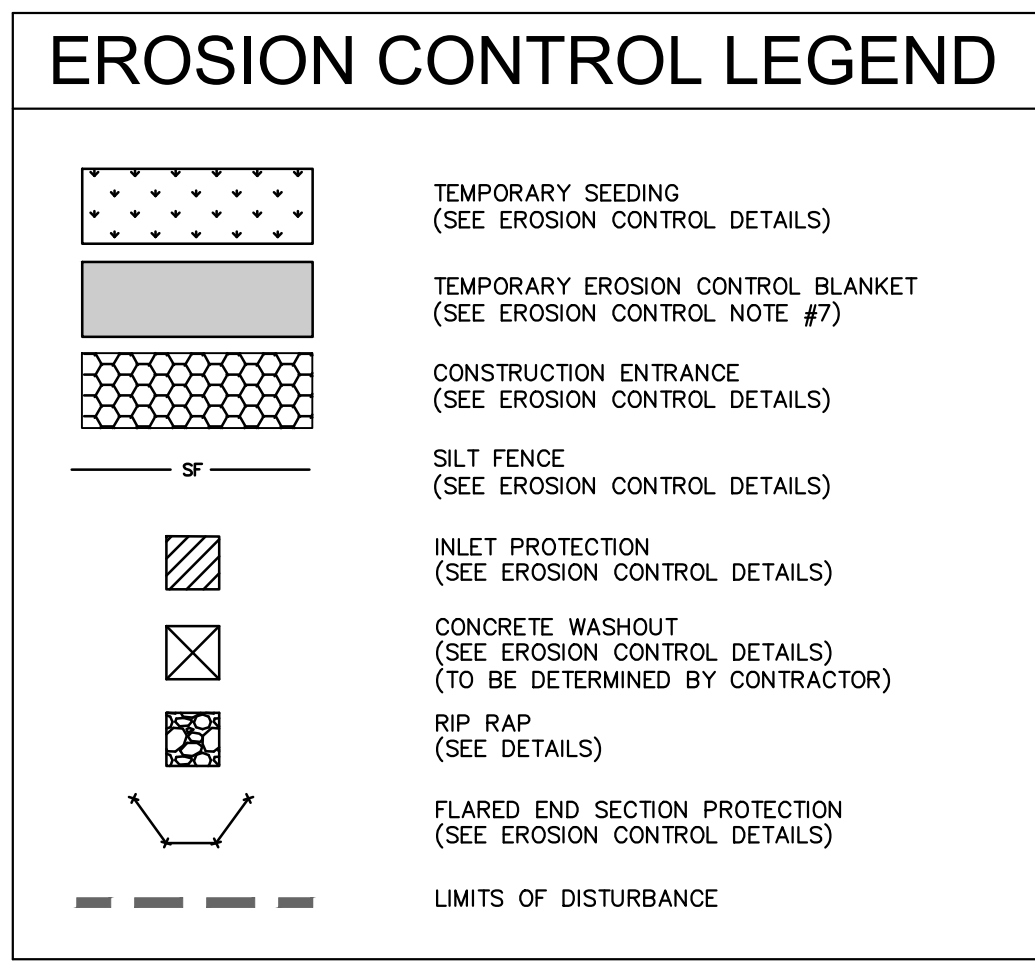 EROSION CONTROL LEGEND
TEMPORARY SEEDING
(SEE EROSION CONTROL DETAILS)
TEMPORARY EROSION CONTROL BLANKET
(SEE EROSION CONTROL NOTE #7)
CONSTRUCTION ENTRANCE
(SEE EROSION CONTROL DETAILS)
SF
SILT FENCE
(SEE EROSION CONTROL DETAILS)
INLET PROTECTION
(SEE EROSION CONTROL DETAILS)
CONCRETE WASHOUT
(SEE EROSION CONTROL DETAILS)
(TO BE DETERMINED BY CONTRACTOR)
RIP RAP
(SEE DETAILS)
FLARED END SECTION PROTECTION
(SEE EROSION CONTROL DETAILS)
LIMITS OF DISTURBANCE